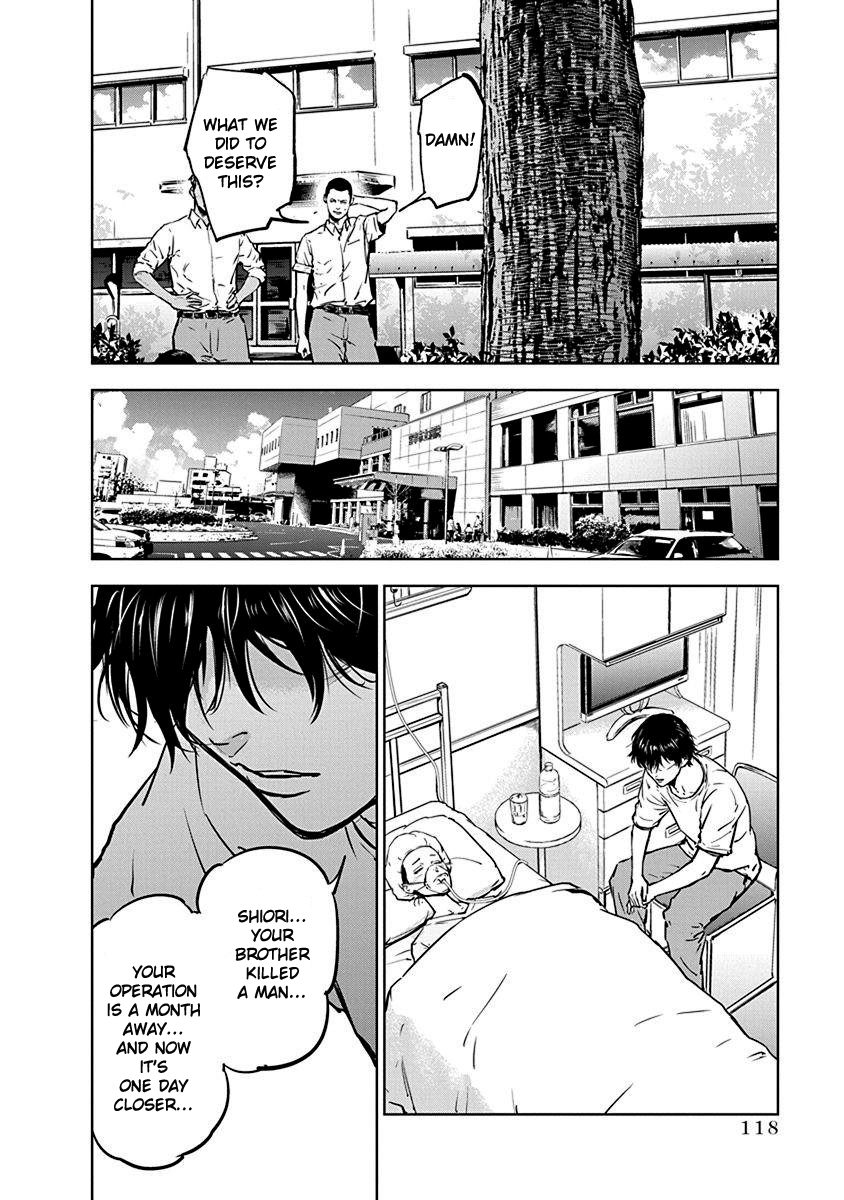 DAMN!
WHAT WE
DID TO
DESERVE
THIS?
SHIORI...
YOUR
BROTHER
KILLED
A MAN...
YOUR
OPERATION
IS A MONTH
AWAY...
AND NOW
IT'S
ONE DAY
CLOSER...
118